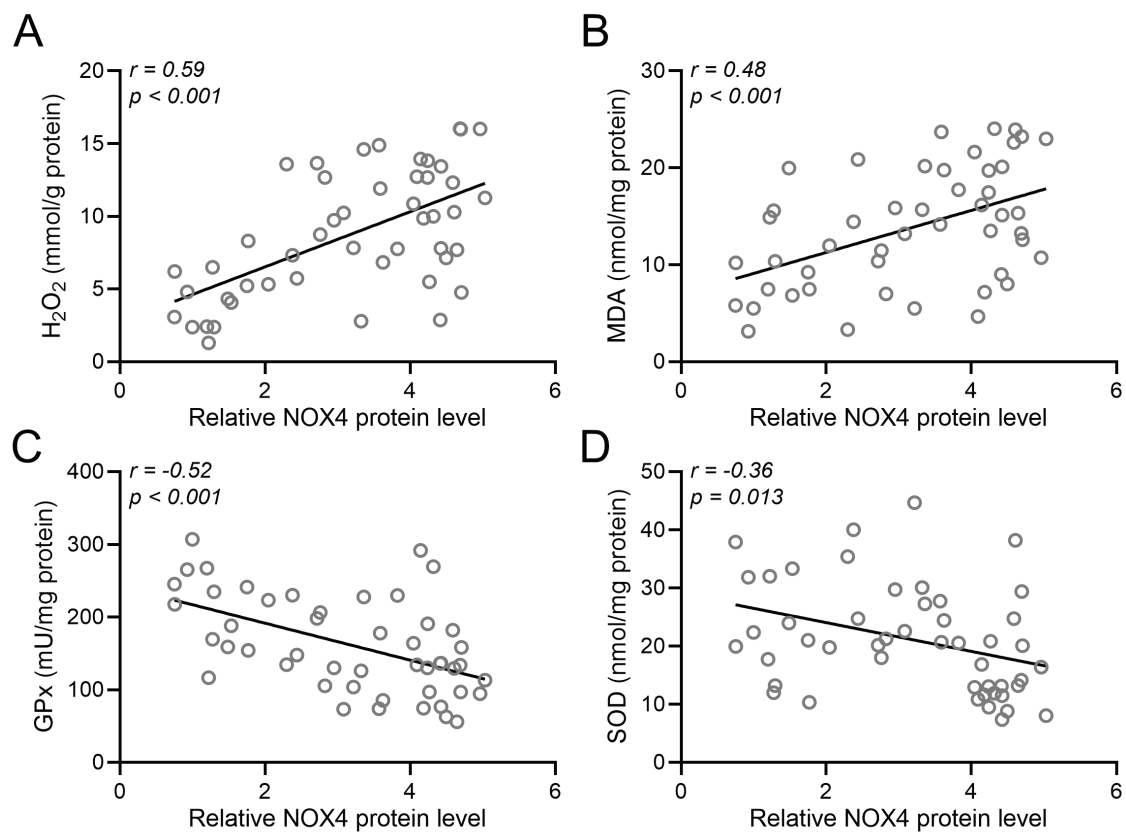 A
r = 0.59
p < 0.001
H₂O₂ (mmol/g protein)
20
15
10
5
0
0 2 4 6
Relative NOX4 protein level
B
r = 0.48
p < 0.001
MDA (nmol/mg protein)
30
20
10
0
0 2 4 6
Relative NOX4 protein level
C
r = -0.52
p < 0.001
GPx (mU/mg protein)
400
300
200
100
0
0 2 4 6
Relative NOX4 protein level
D
r = -0.36
p = 0.013
SOD (nmol/mg protein)
50
40
30
20
10
0
0 2 4 6
Relative NOX4 protein level